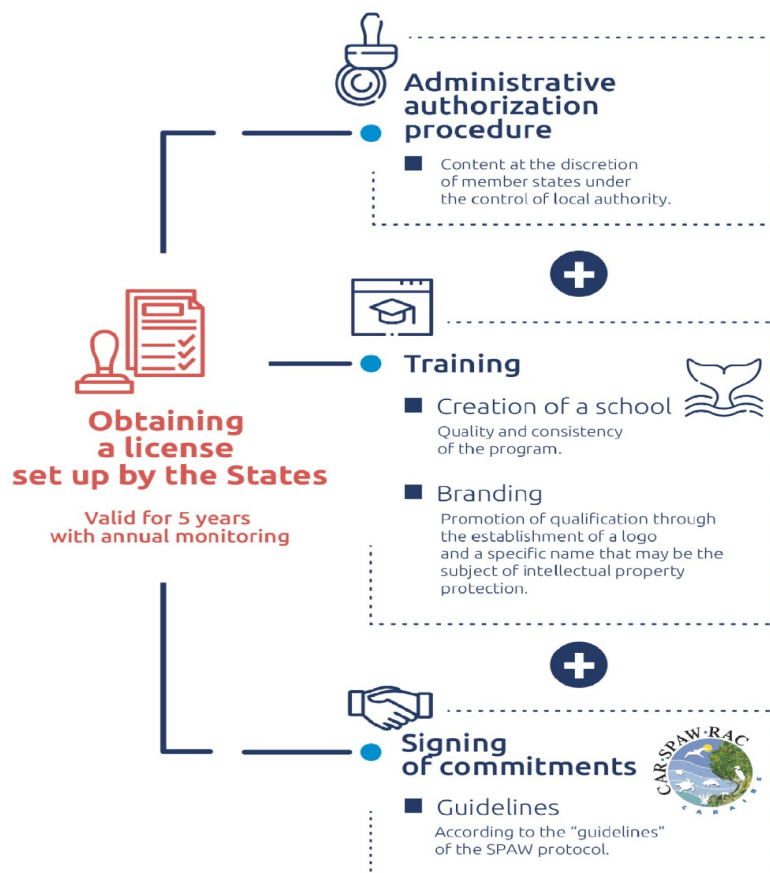 Administrative
authorization
procedure
Content at the discretion
of member states under
the control of local authority.
Obtaining
a license
set up by the States
Valid for 5 years
with annual monitoring
Training
Creation of a school
Quality and consistency
of the program.
Branding
Promotion of qualification through
the establishment of a logo
and a specific name that may be the
subject of intellectual property
protection.
Signing
of commitments
CAR·SPAW·RAC
CARAIBE
Guidelines
According to the “guidelines”
of the SPAW protocol.